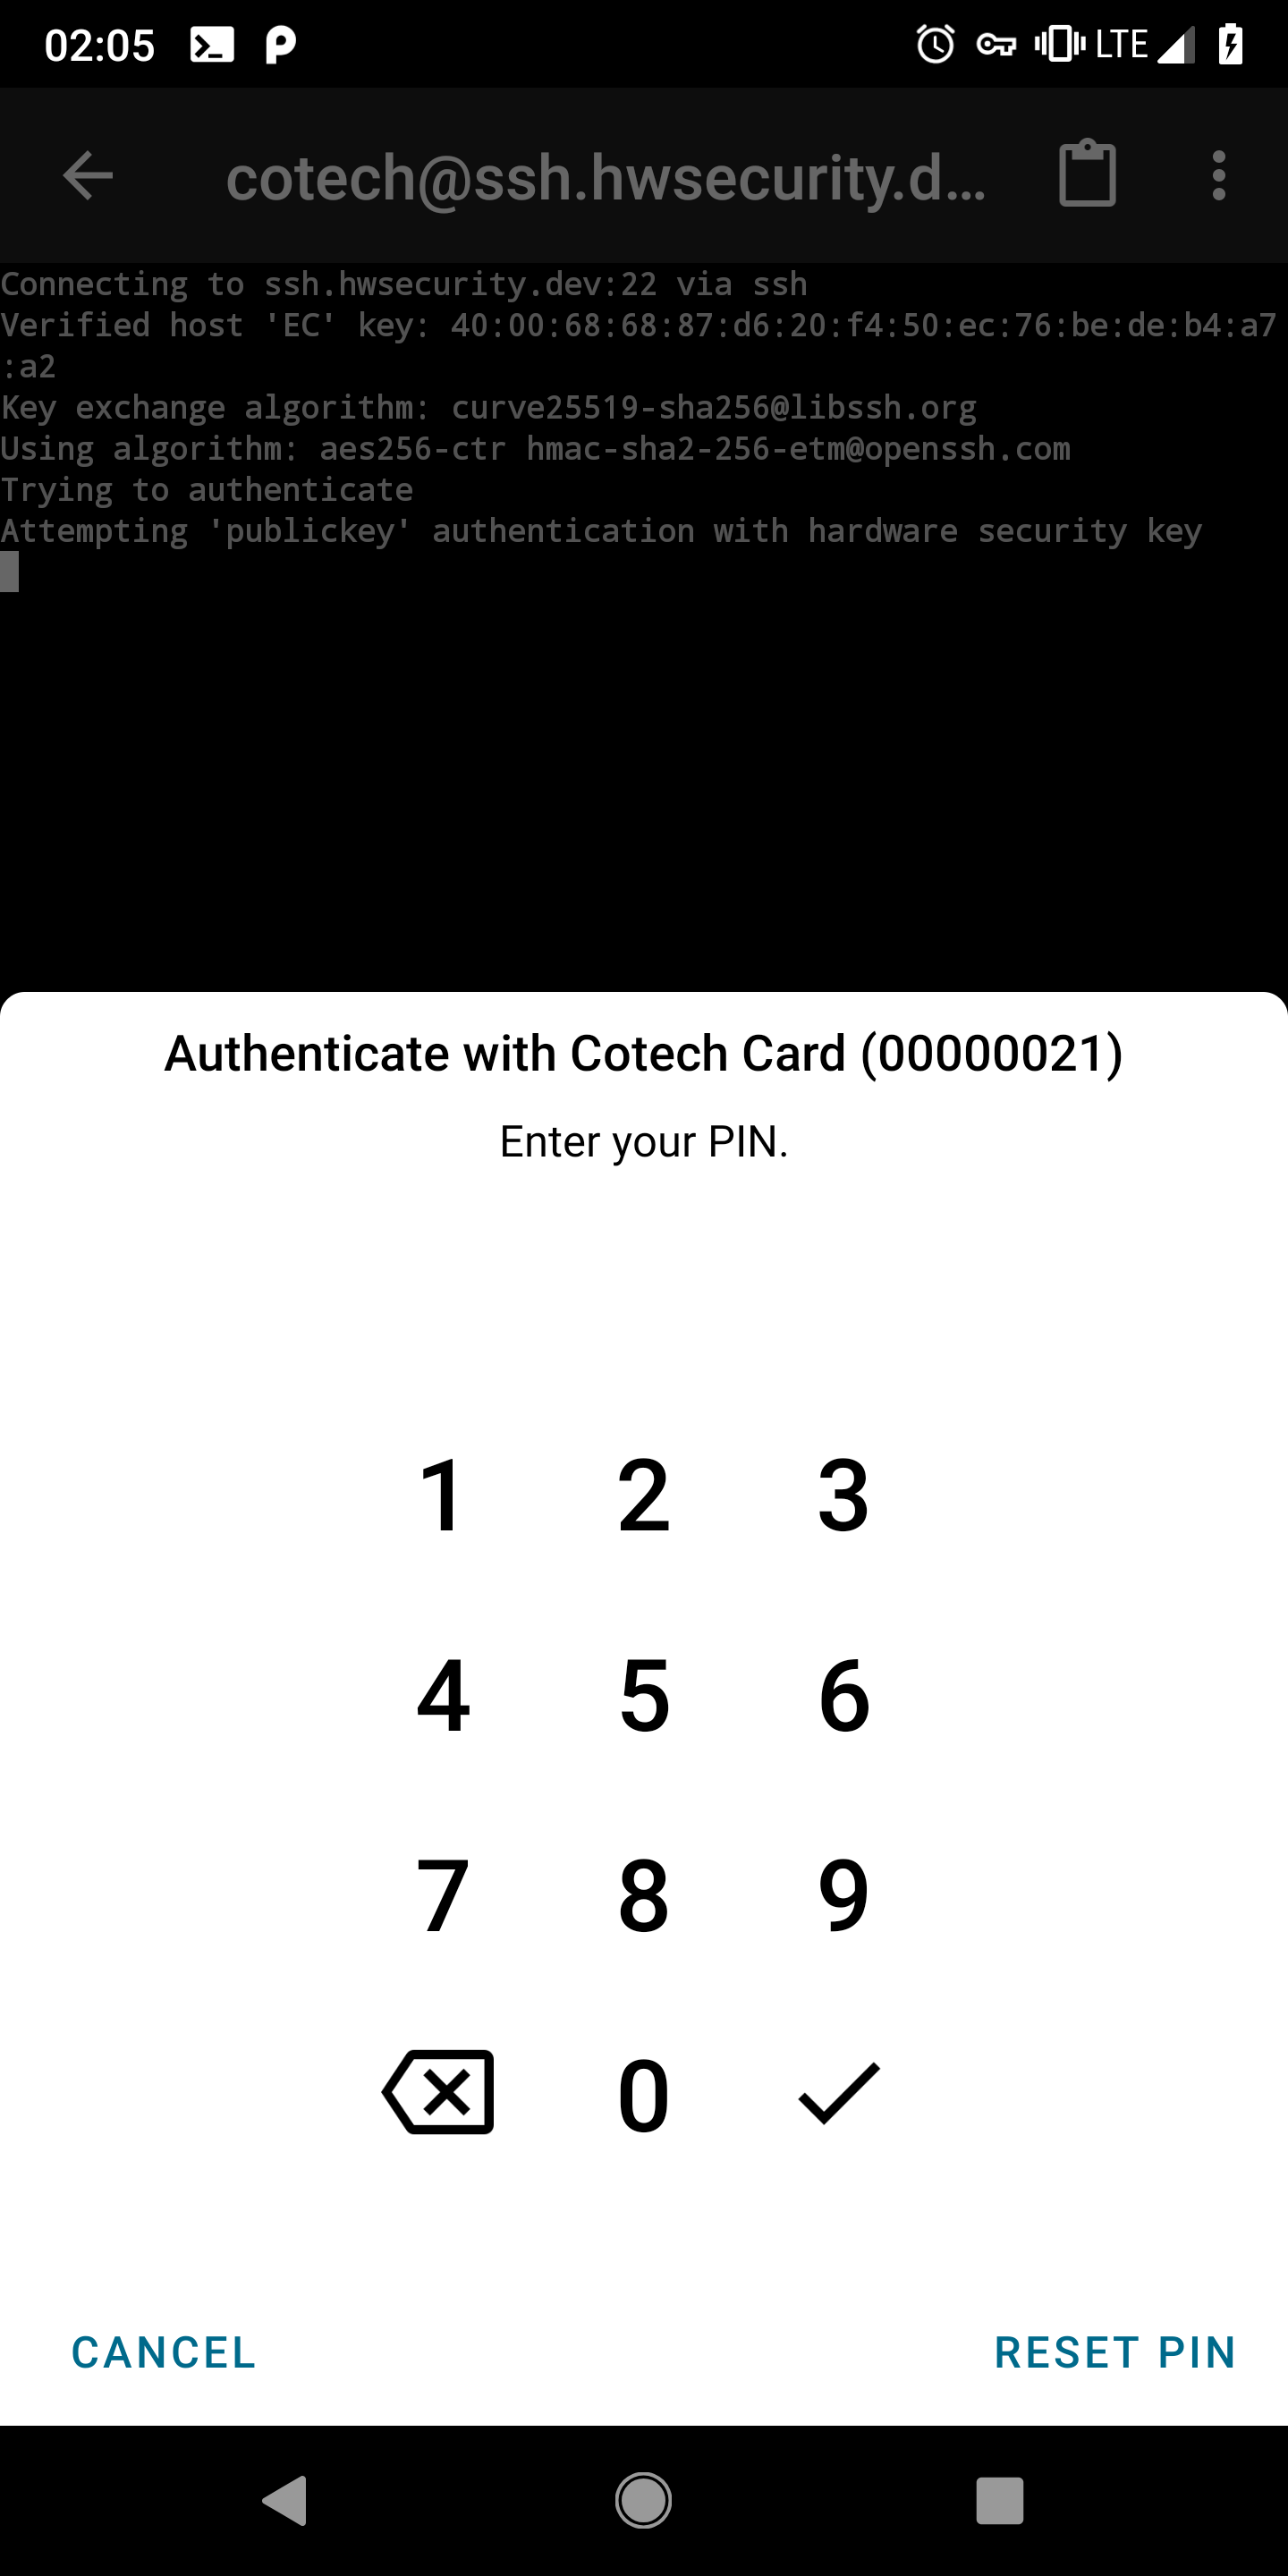 02:05 LTE
cotech@ssh.hwsecurity.d...
Connecting to ssh.hwsecurity.dev:22 via ssh
Verified host 'EC' key: 40:00:68:68:87:d6:20:f4:50:ec:76:be:de:b4:a7
:a2
Key exchange algorithm: curve25519-sha256@libssh.org
Using algorithm: aes256-ctr hmac-sha2-256-etm@openssh.com
Trying to authenticate
Attempting 'publickey' authentication with hardware security key
Authenticate with Cotech Card (00000021)
Enter your PIN.
1 2 3
4 5 6
7 8 9
0
CANCEL RESET PIN